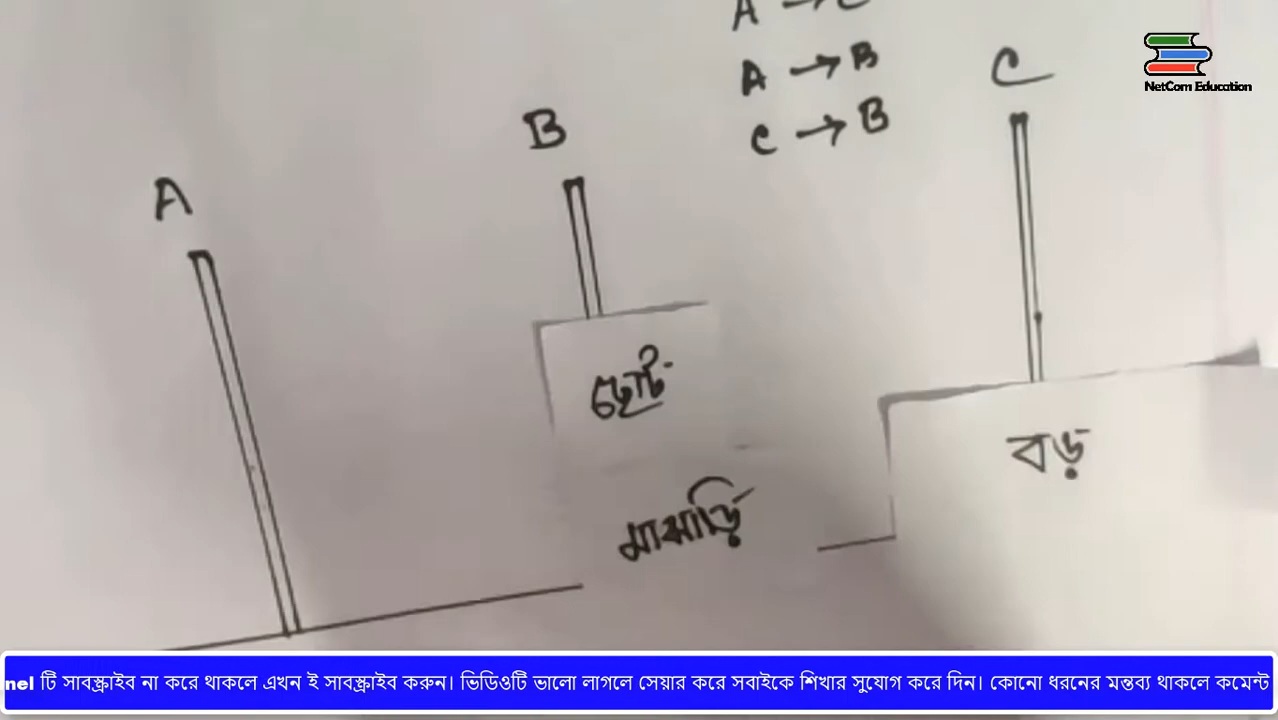 A → C
A → B
C → B
C
NetCom Education
B
A
ছোট
বড়
মাঝাড়ি
nel টি সাবস্ক্রাইব না করে থাকলে এখন ই সাবস্ক্রাইব করুন। ভিডিওটি ভালো লাগলে সেয়ার করে সবাইকে শিখার সুযোগ করে দিন। কোনো ধরনের মন্তব্য থাকলে কমেন্ট